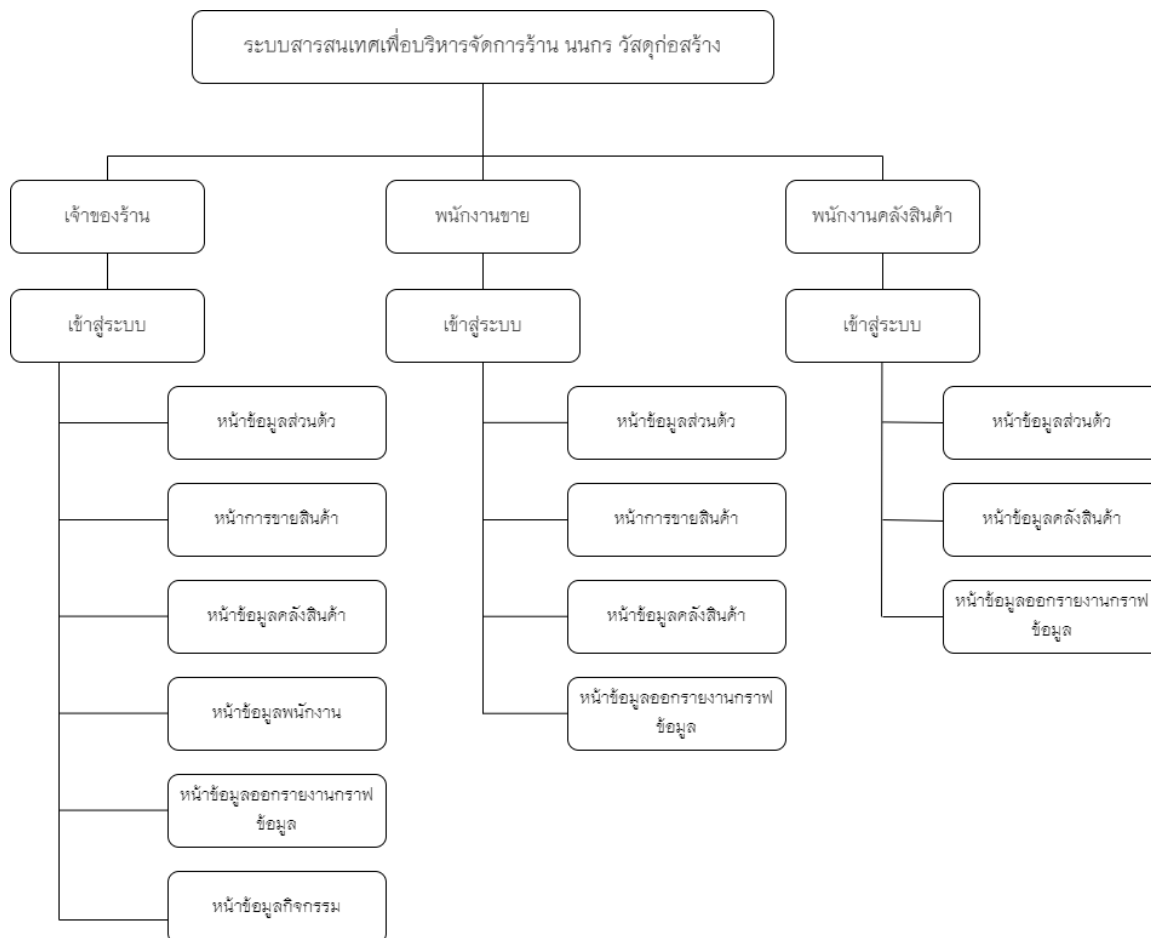 ระบบสารสนเทศเพื่อบริหารจัดการร้าน นนกร วัสดุก่อสร้าง
เจ้าของร้าน
พนักงานขาย
พนักงานคลังสินค้า
เข้าสู่ระบบ
เข้าสู่ระบบ
เข้าสู่ระบบ
หน้าข้อมูลส่วนตัว
หน้าข้อมูลส่วนตัว
หน้าข้อมูลส่วนตัว
หน้าการขายสินค้า
หน้าการขายสินค้า
หน้าข้อมูลคลังสินค้า
หน้าข้อมูลคลังสินค้า
หน้าข้อมูลคลังสินค้า
หน้าข้อมูลออกรายงานกราฟ
ข้อมูล
หน้าข้อมูลพนักงาน
หน้าข้อมูลออกรายงานกราฟ
ข้อมูล
หน้าข้อมูลออกรายงานกราฟ
ข้อมูล
หน้าข้อมูลกิจกรรม